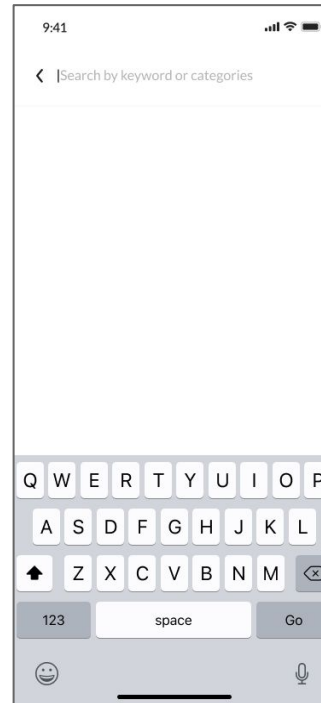 9:41
Search by keyword or categories
Q W E R T Y U I O P
A S D F G H J K L
Z X C V B N M
123 space Go